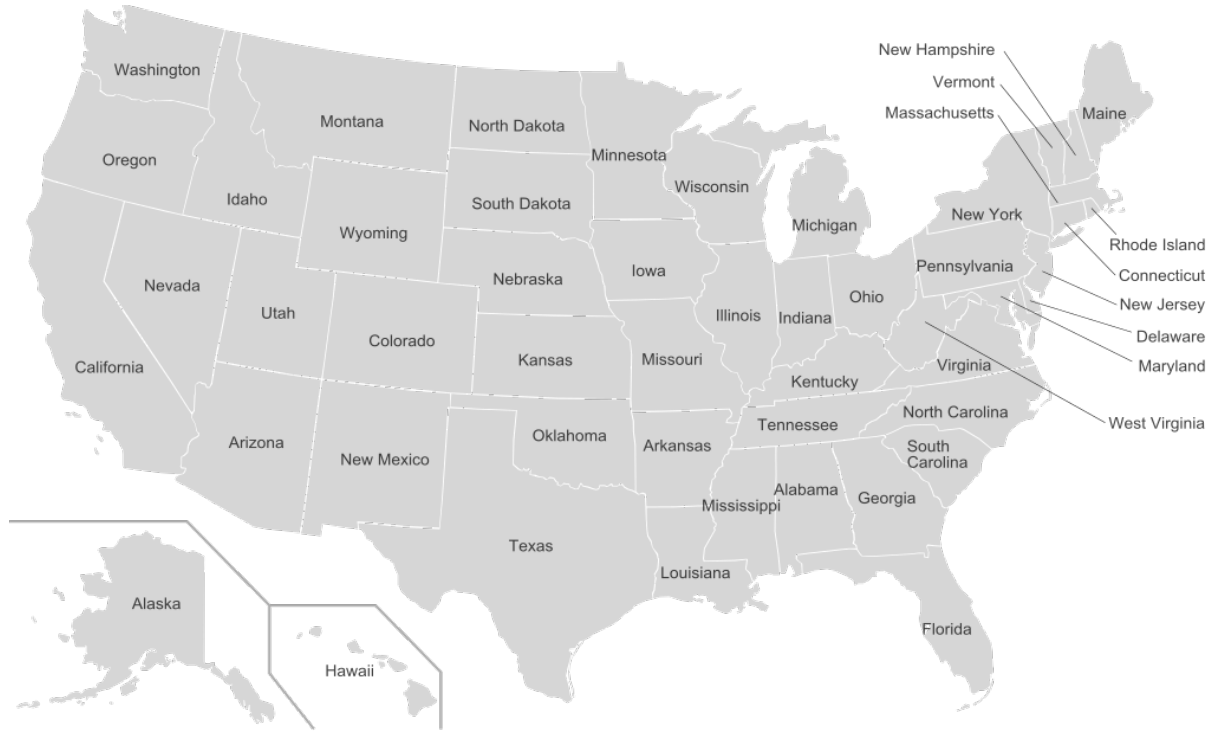 New Hampshire
Vermont
Massachusetts
Maine
Washington
Montana
North Dakota
Minnesota
Oregon
Idaho
Wisconsin
South Dakota
Wyoming
Michigan
New York
Rhode Island
Pennsylvania
Connecticut
Iowa
Nebraska
Nevada
Ohio
New Jersey
Utah
Illinois
Indiana
Delaware
Colorado
Kansas
Missouri
Virginia
Maryland
California
Kentucky
North Carolina
West Virginia
Tennessee
Oklahoma
Arizona
Arkansas
South
Carolina
New Mexico
Alabama
Georgia
Mississippi
Texas
Louisiana
Alaska
Florida
Hawaii